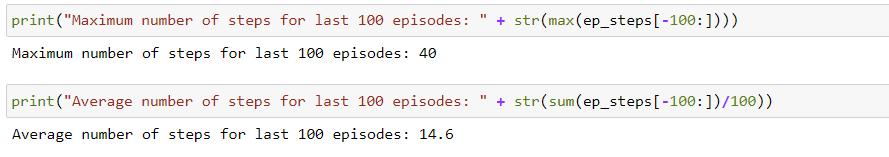 print("Maximum number of steps for last 100 episodes: " + str(max(ep_steps[-100:])))
Maximum number of steps for last 100 episodes: 40
print("Average number of steps for last 100 episodes: " + str(sum(ep_steps[-100:])/100))
Average number of steps for last 100 episodes: 14.6